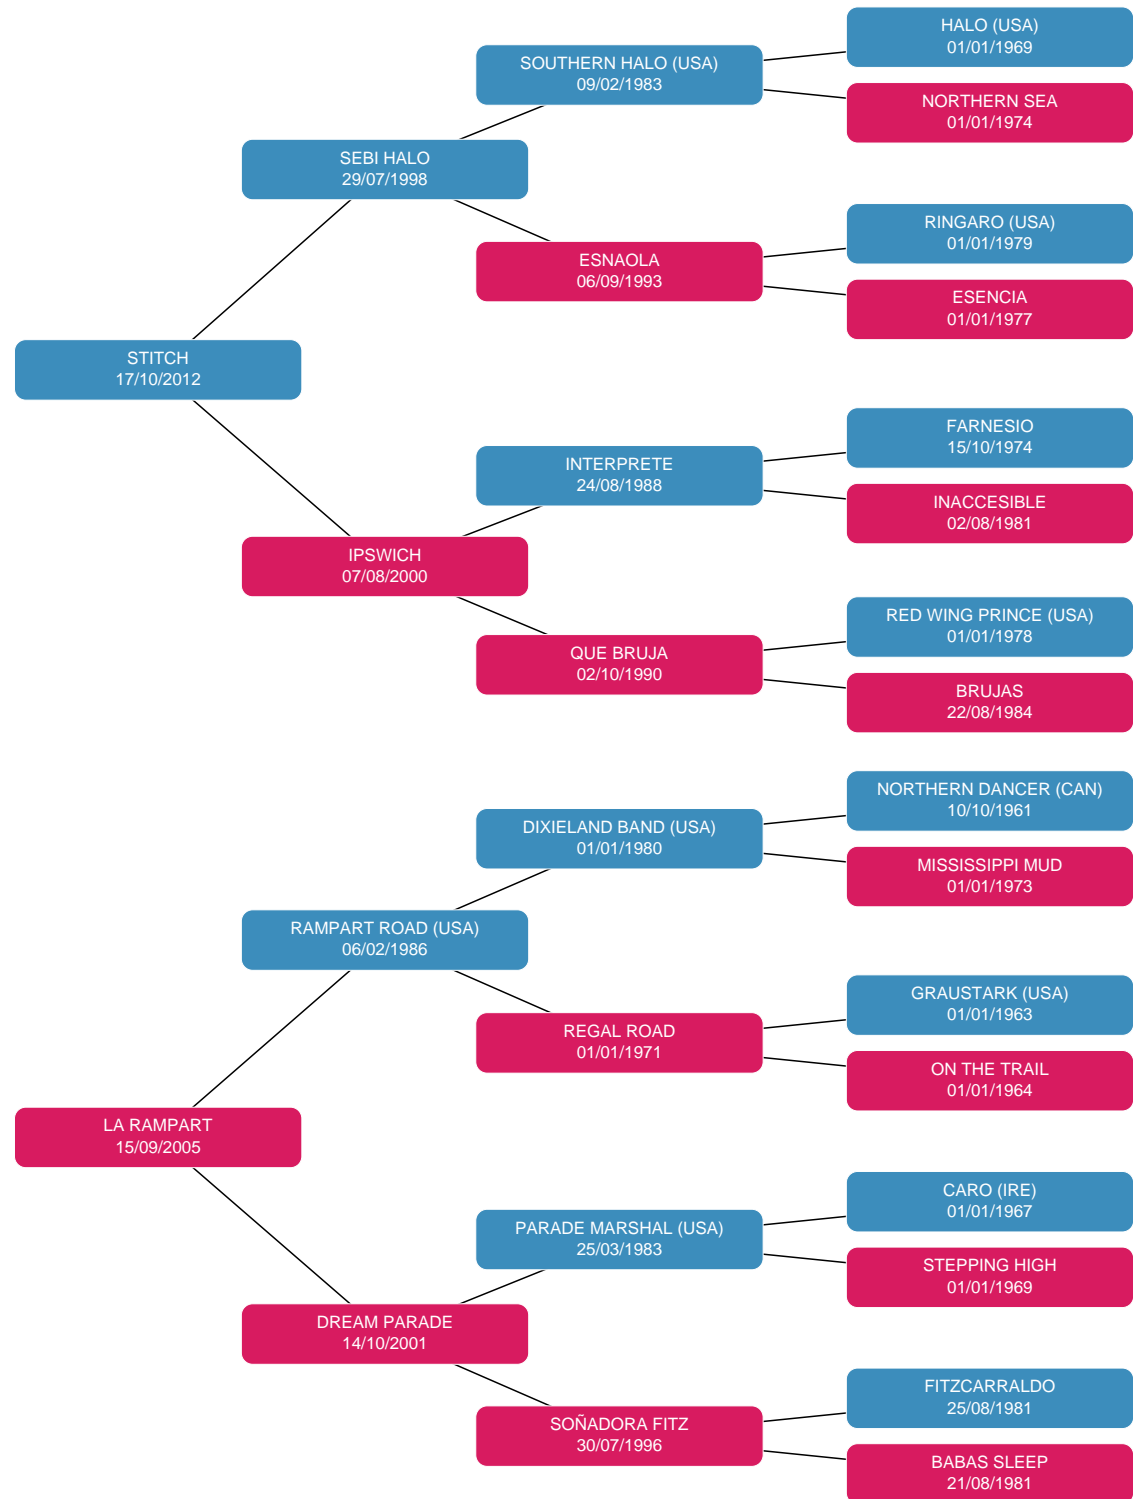 HALO (USA)
01/01/1969
SOUTHERN HALO (USA)
09/02/1983
NORTHERN SEA
01/01/1974
SEBI HALO
29/07/1998
RINGARO (USA)
01/01/1979
ESNAOLA
06/09/1993
ESENCIA
01/01/1977
STITCH
17/10/2012
FARNESIO
15/10/1974
INTERPRETE
24/08/1988
INACCESIBLE
02/08/1981
IPSWICH
07/08/2000
RED WING PRINCE (USA)
01/01/1978
QUE BRUJA
02/10/1990
BRUJAS
22/08/1984
NORTHERN DANCER (CAN)
10/10/1961
DIXIELAND BAND (USA)
01/01/1980
MISSISSIPPI MUD
01/01/1973
RAMPART ROAD (USA)
06/02/1986
GRAUSTARK (USA)
01/01/1963
REGAL ROAD
01/01/1971
ON THE TRAIL
01/01/1964
LA RAMPART
15/09/2005
CARO (IRE)
01/01/1967
PARADE MARSHAL (USA)
25/03/1983
STEPPING HIGH
01/01/1969
DREAM PARADE
14/10/2001
FITZCARRALDO
25/08/1981
SOÑADORA FITZ
30/07/1996
BABAS SLEEP
21/08/1981